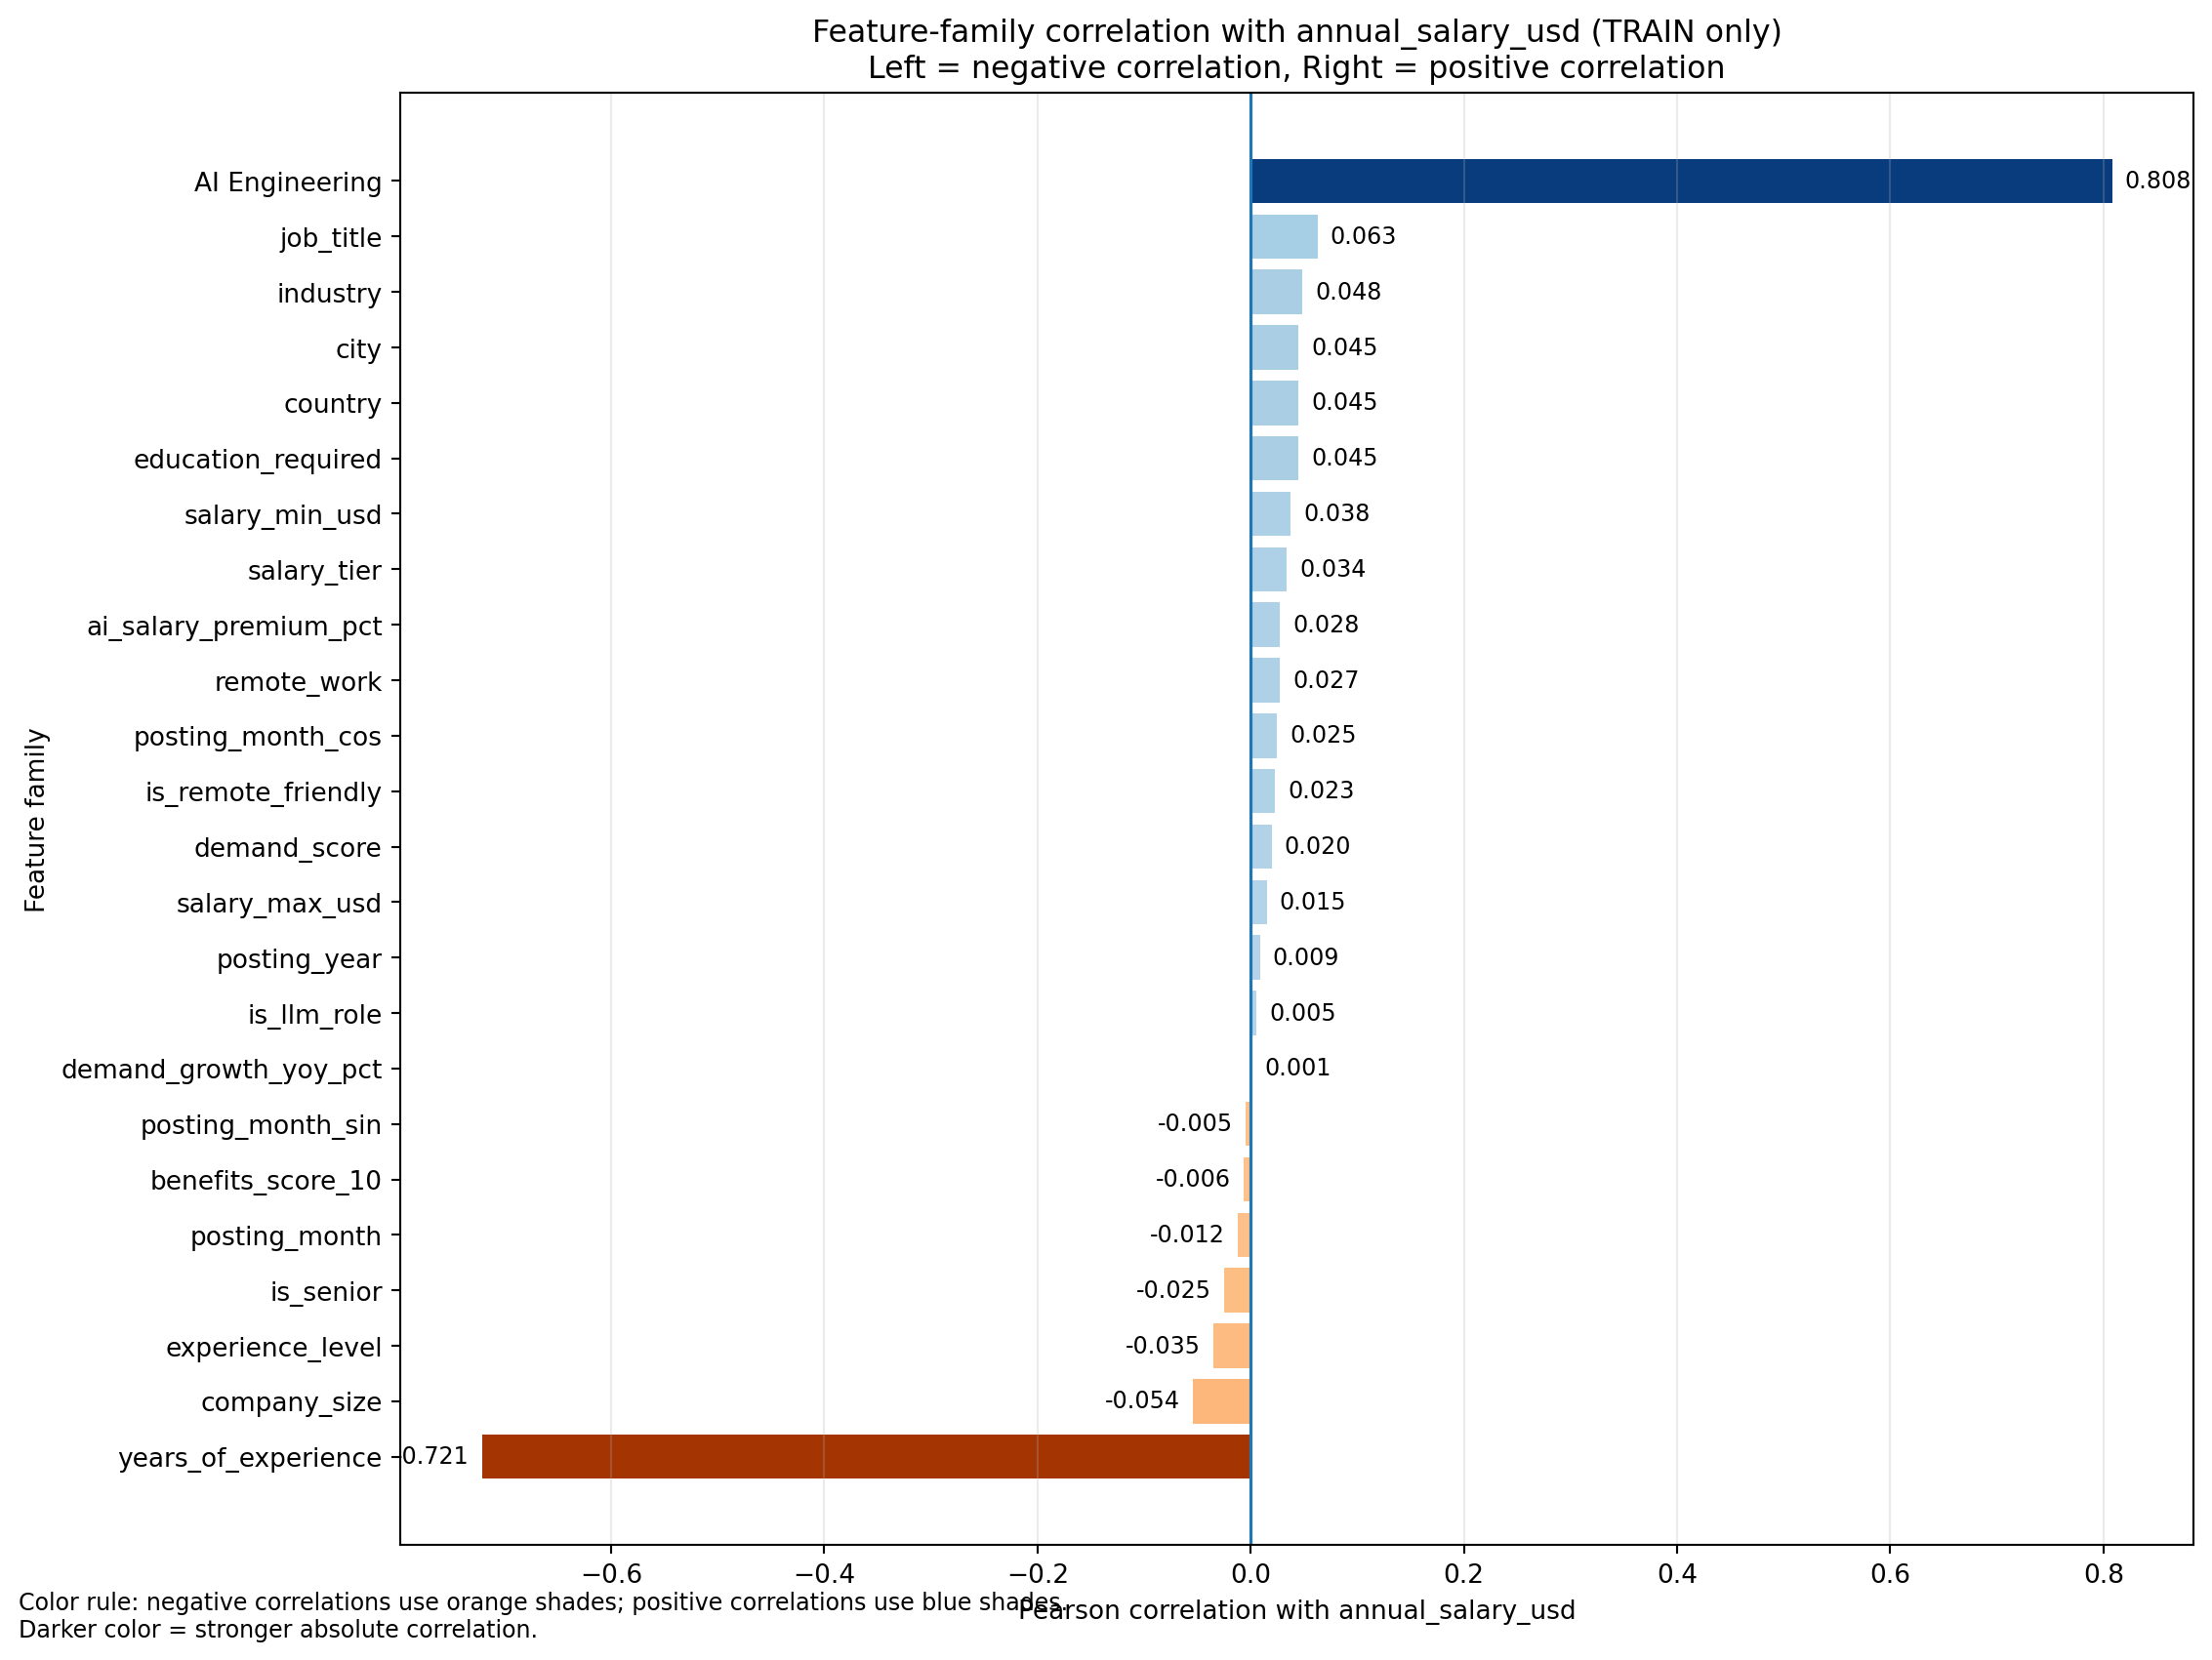 Feature-family correlation with annual_salary_usd (TRAIN only)
Left = negative correlation, Right = positive correlation
Feature family
AI Engineering 0.808
job_title 0.063
industry 0.048
city 0.045
country 0.045
education_required 0.045
salary_min_usd 0.038
salary_tier 0.034
ai_salary_premium_pct 0.028
remote_work 0.027
posting_month_cos 0.025
is_remote_friendly 0.023
demand_score 0.020
salary_max_usd 0.015
posting_year 0.009
is_llm_role 0.005
demand_growth_yoy_pct 0.001
posting_month_sin -0.005
benefits_score_10 -0.006
posting_month -0.012
is_senior -0.025
experience_level -0.035
company_size -0.054
years_of_experience -0.721
−0.6 −0.4 −0.2 0.0 0.2 0.4 0.6 0.8
Pearson correlation with annual_salary_usd
Color rule: negative correlations use orange shades; positive correlations use blue shades.
Darker color = stronger absolute correlation.